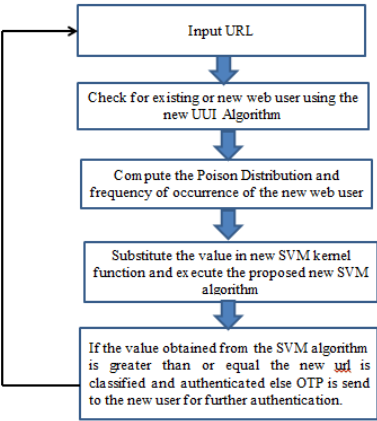 Input URL
Check for existing or new web user using the
new UUI Algorithm
Compute the Poison Distribution and
frequency of occurrence of the new web user
Substitute the value in new SVM kernel
function and execute the proposed new SVM
algorithm
If the value obtained from the SVM algorithm
is greater than or equal the new url is
classified and authenticated else OTP is send
to the new user for further authentication.